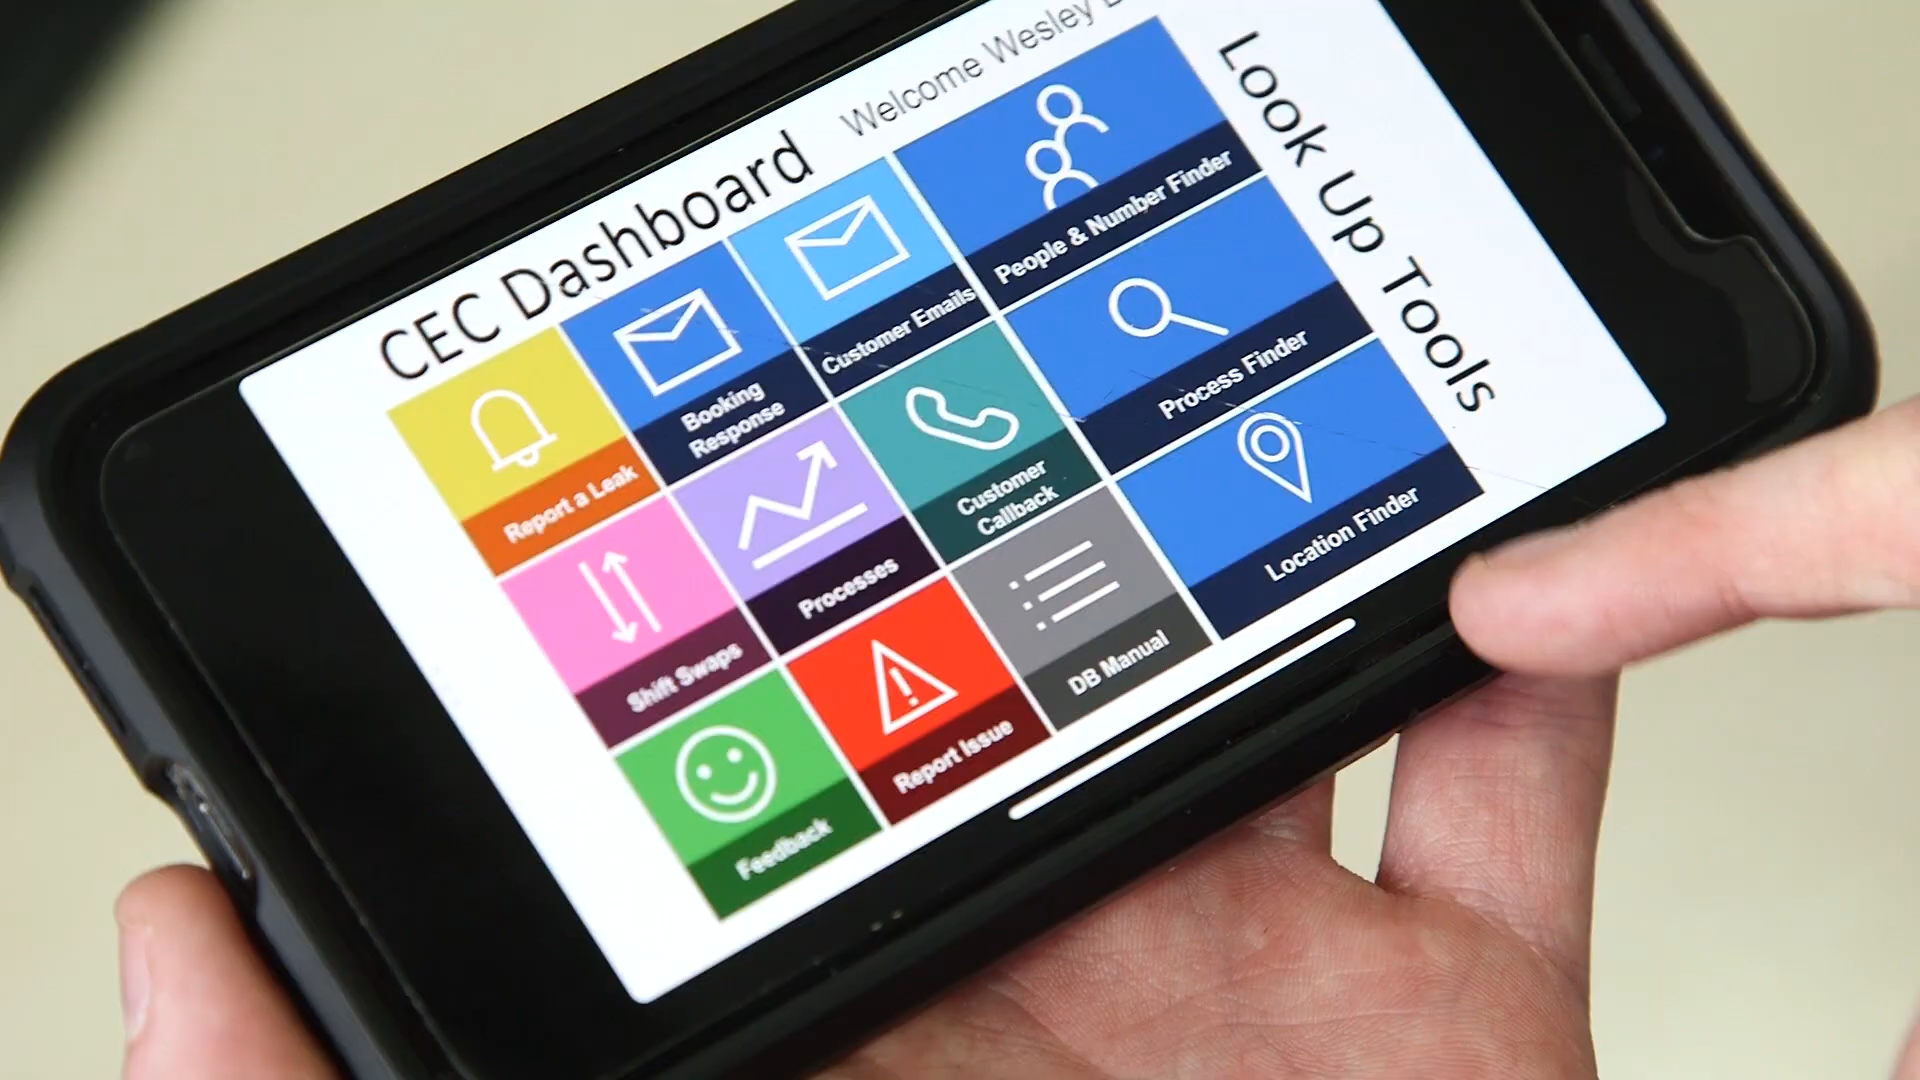 CEC Dashboard
Welcome Wesley
Report a Leak
Booking
Response
Customer Emails
People & Number Finder
Shift Swaps
Processes
Customer
Callback
Process Finder
Feedback
Report Issue
DB Manual
Location Finder
Look Up Tools